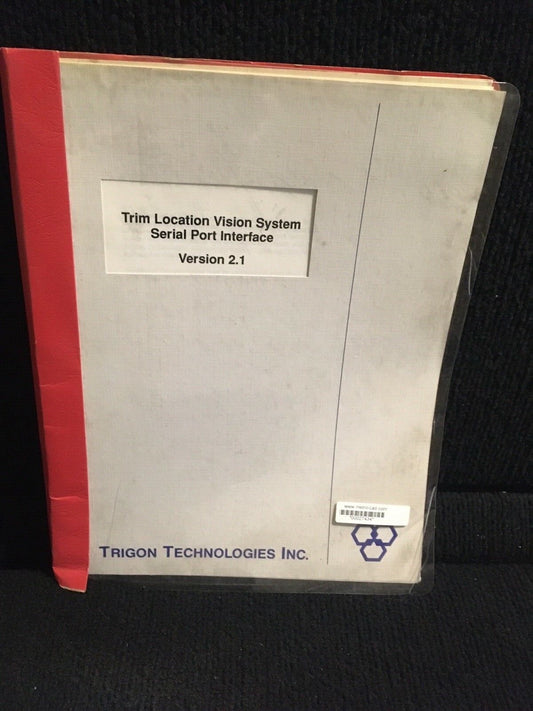 Trim Location Vision System
Serial Port Interface
Version 2.1
TRIGON TECHNOLOGIES INC.